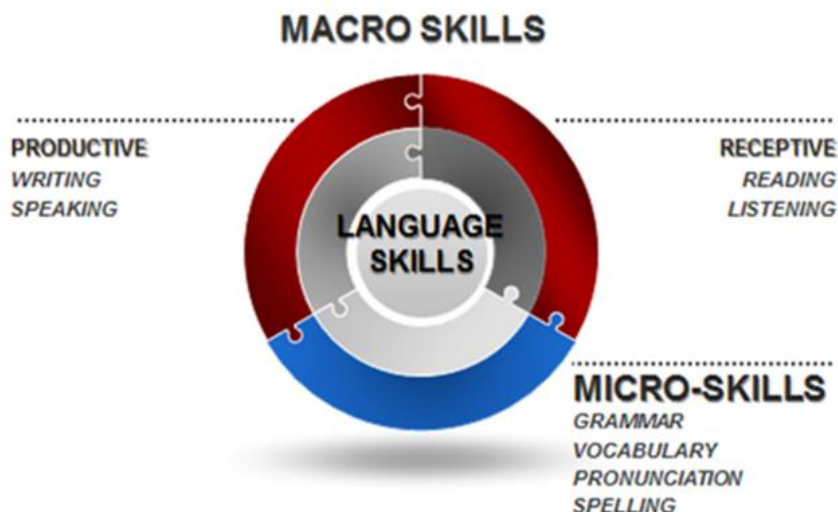 MACRO SKILLS
PRODUCTIVE
WRITING
SPEAKING
RECEPTIVE
READING
LISTENING
LANGUAGE
SKILLS
MICRO-SKILLS
GRAMMAR
VOCABULARY
PRONUNCIATION
SPELLING